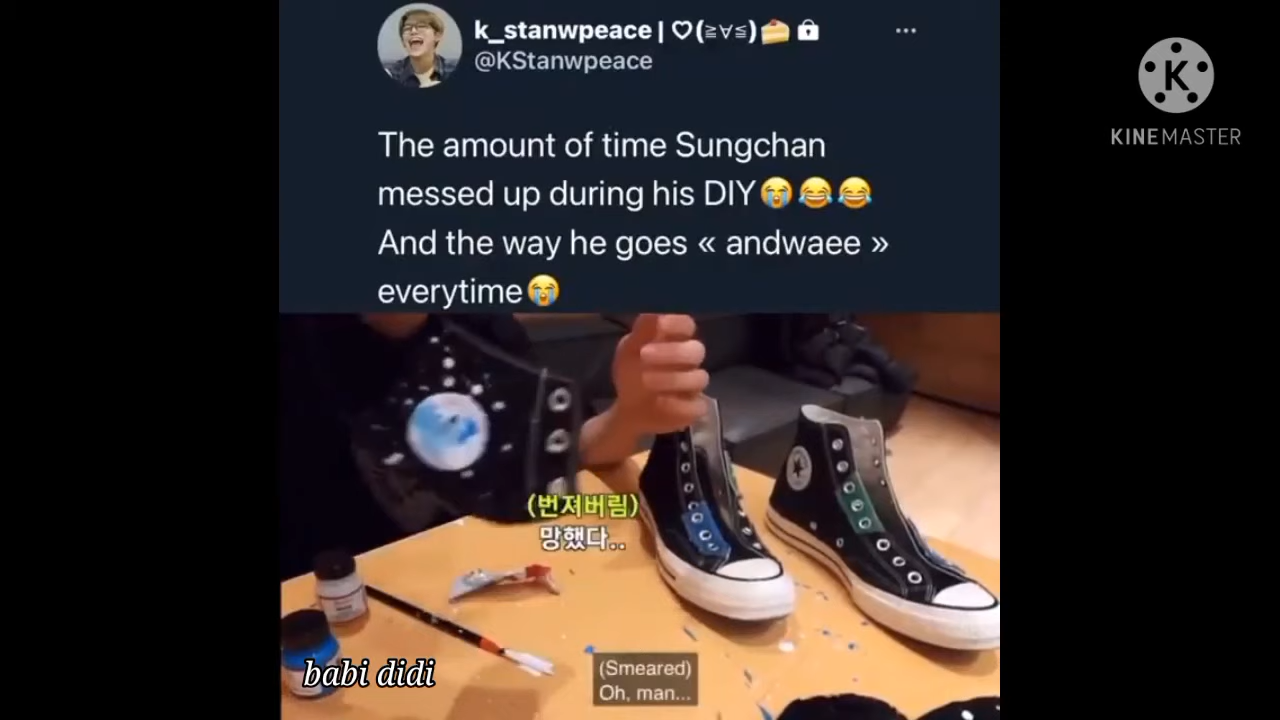 k_stanwpeace | ♡(≥∀≤)🍰🔒
@KStanwpeace
...
K
KINEMASTER
The amount of time Sungchan
messed up during his DIY😭😂😂
And the way he goes « andwaee »
everytime😭
(번져버림)
망했다..
(Smeared)
Oh, man...
babi didi